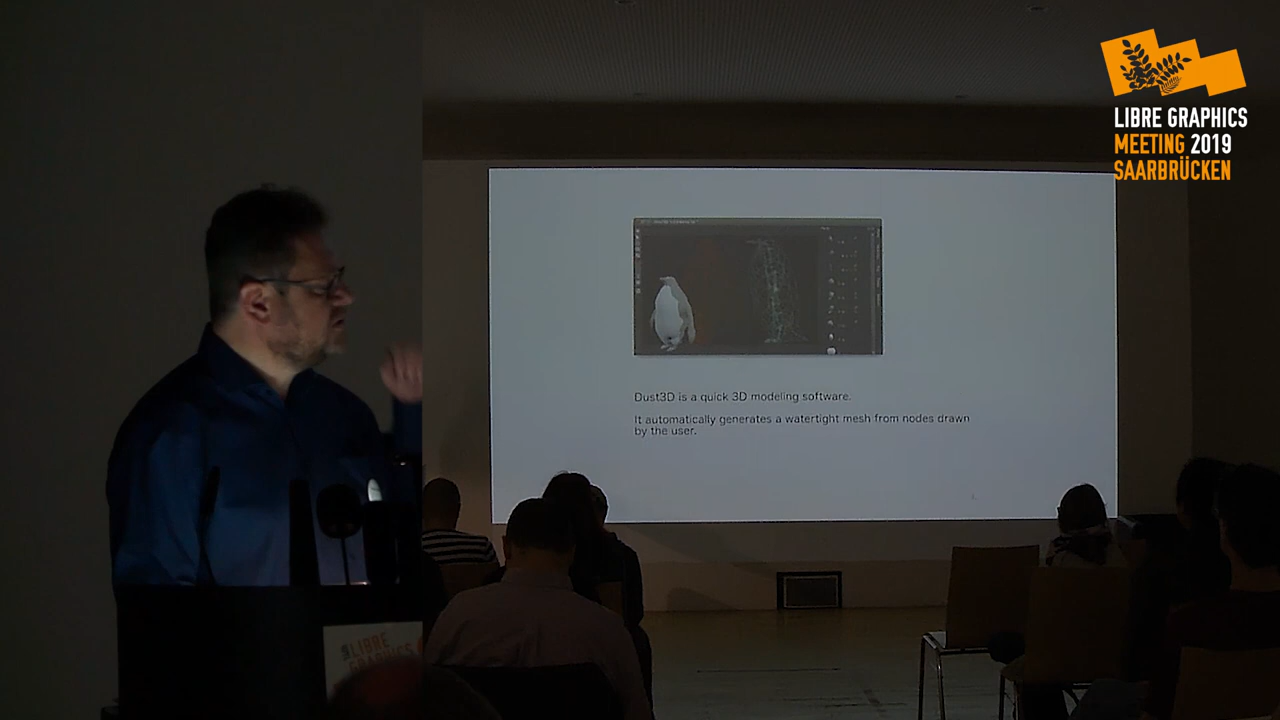 LIBRE GRAPHICS
MEETING 2019
SAARBRÜCKEN
Dust3D is a quick 3D modeling software.
It automatically generates a watertight mesh from nodes drawn
by the user.
LIBRE
GRAPHICS